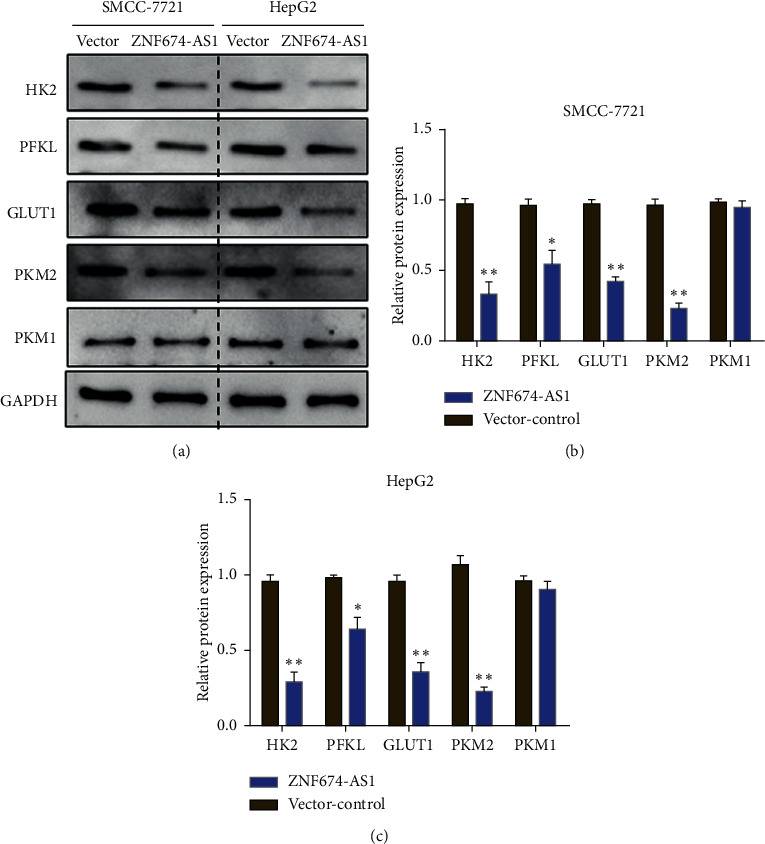 SMCC-7721 HepG2
Vector ZNF674-AS1 Vector ZNF674-AS1
HK2
PFKL
GLUT1
PKM2
PKM1
GAPDH
(a)
SMCC-7721
Relative protein expression
1.5
1.0
0.5
0.0
** * ** **
HK2 PFKL GLUT1 PKM2 PKM1
ZNF674-AS1
Vector-control
(b)
HepG2
Relative protein expression
1.5
1.0
0.5
0.0
** * ** **
HK2 PFKL GLUT1 PKM2 PKM1
ZNF674-AS1
Vector-control
(c)